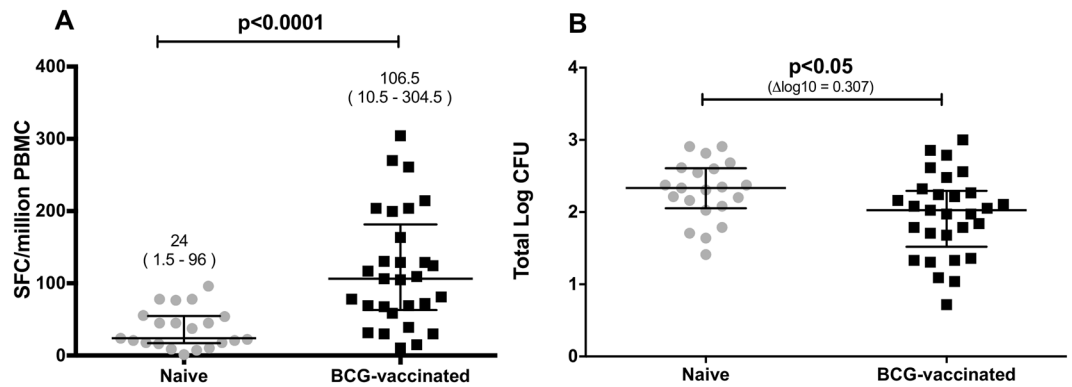 A
p<0.0001
SFC/million PBMC
400
300
200
100
0
24
( 1.5 - 96 )
106.5
( 10.5 - 304.5 )
Naive
BCG-vaccinated
B
p<0.05
(Δlog10 = 0.307)
Total Log CFU
4
3
2
1
0
Naive
BCG-vaccinated